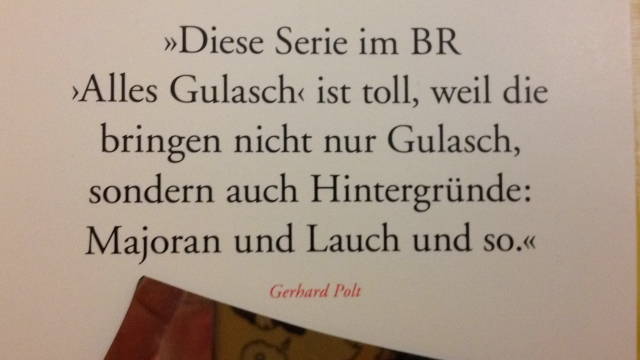 »Diese Serie im BR
›Alles Gulasch‹ ist toll, weil die
bringen nicht nur Gulasch,
sondern auch Hintergründe:
Majoran und Lauch und so.«
Gerhard Polt